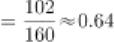 = 102/160 ≈ 0.64